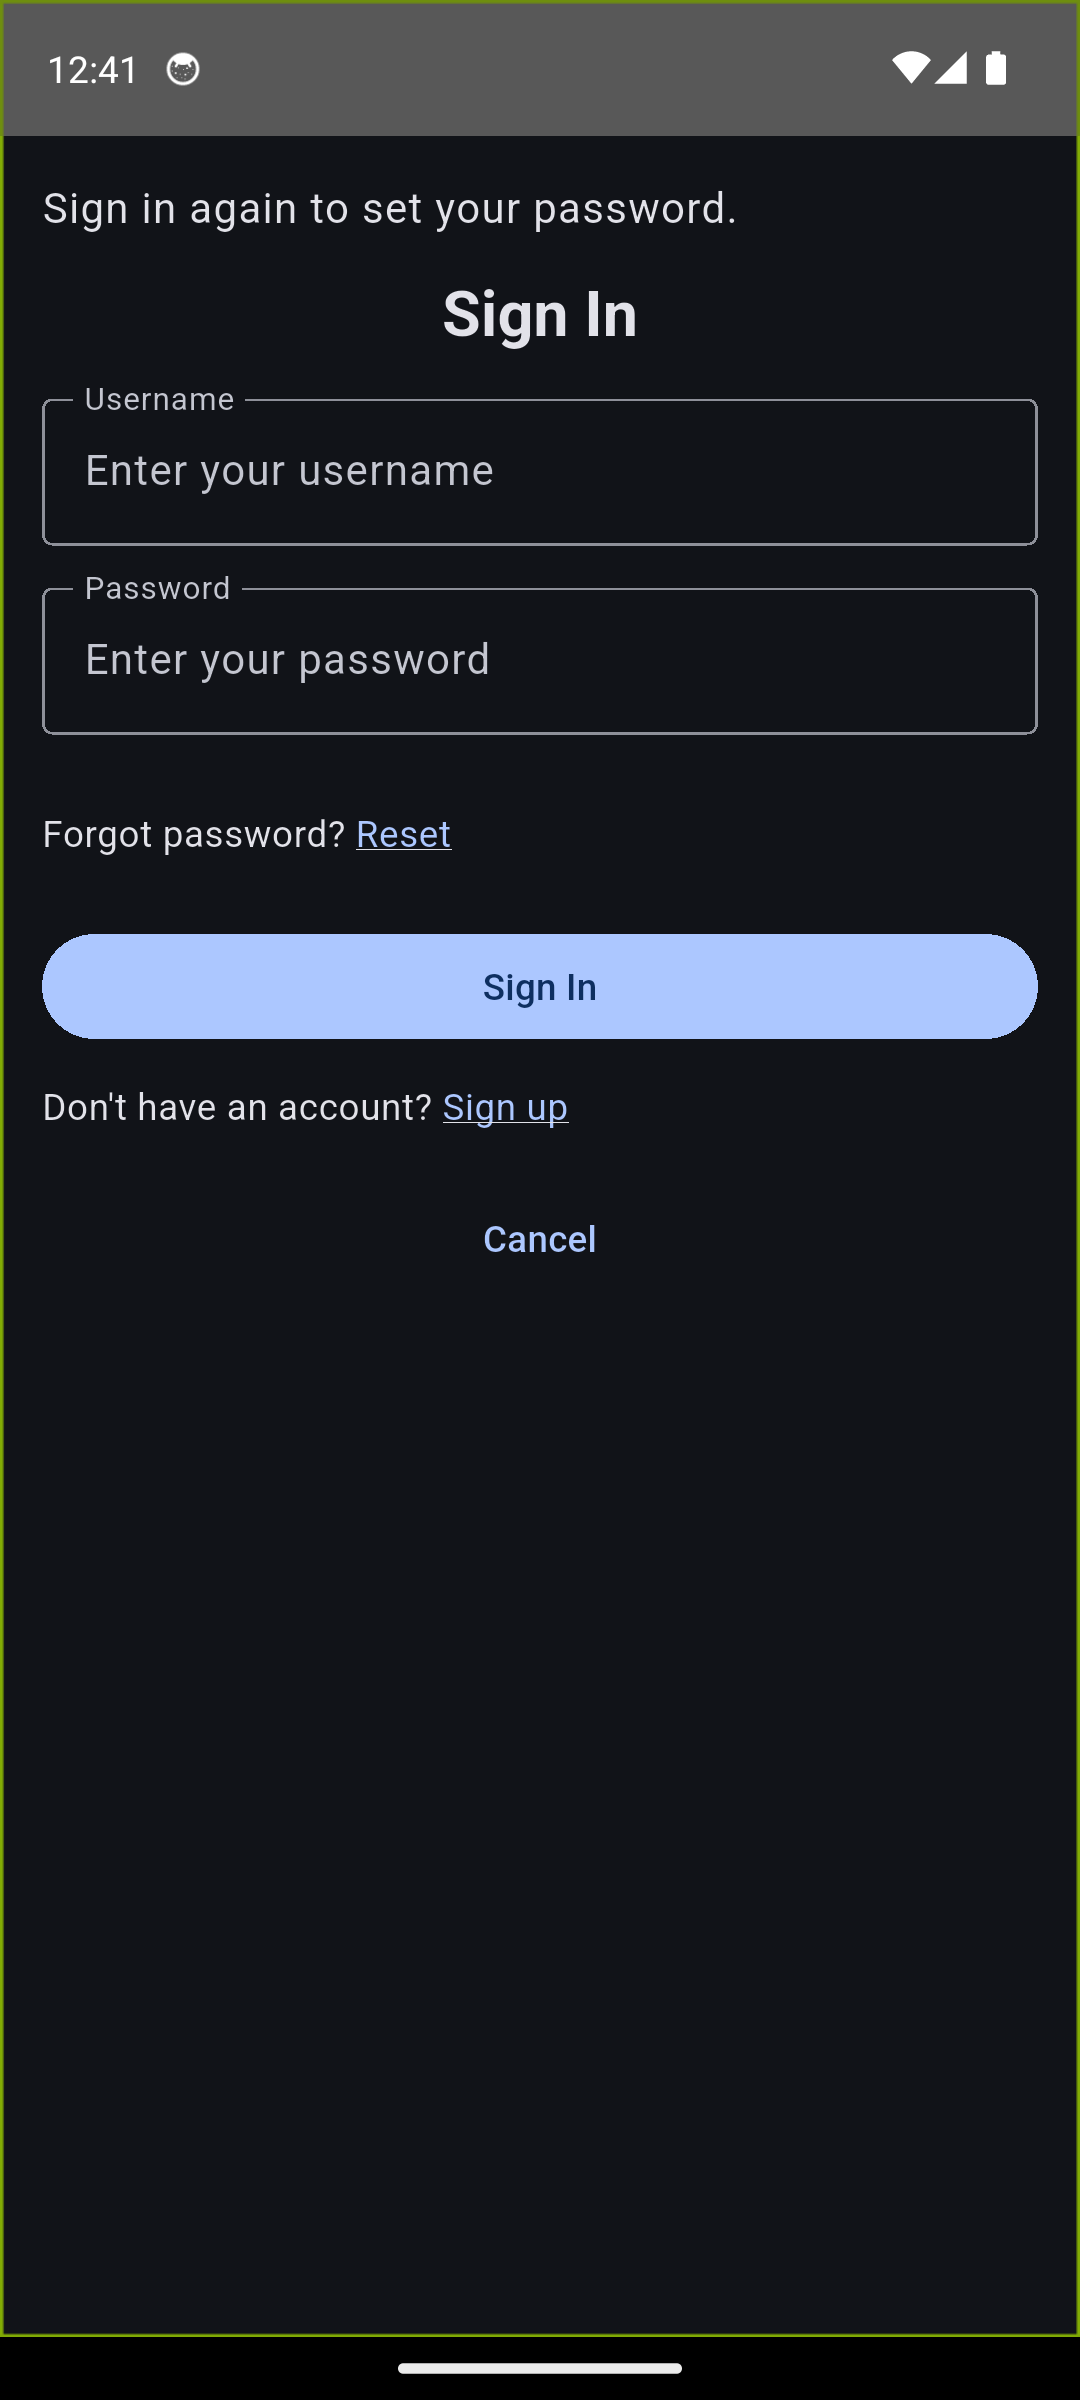 12:41
Sign in again to set your password.
Sign In
Username
Enter your username
Password
Enter your password
Forgot password? Reset
Sign In
Don't have an account? Sign up
Cancel